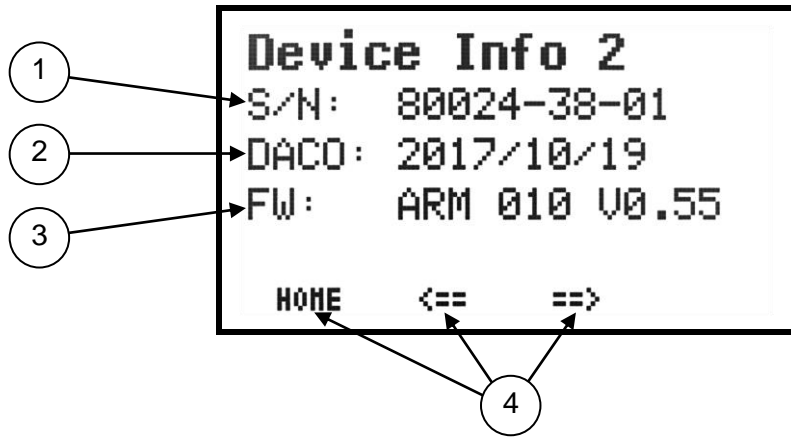 Device Info 2
1
S/N: 80024-38-01
2
DACO: 2017/10/19
3
FW: ARM 010 V0.55
HOME <== ==>
4